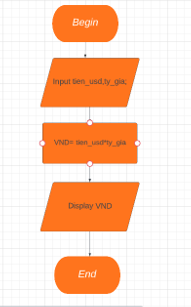 Begin
Input tien_usd,ty_gia;
VND= tien_usd*ty_gia
Display VND
End